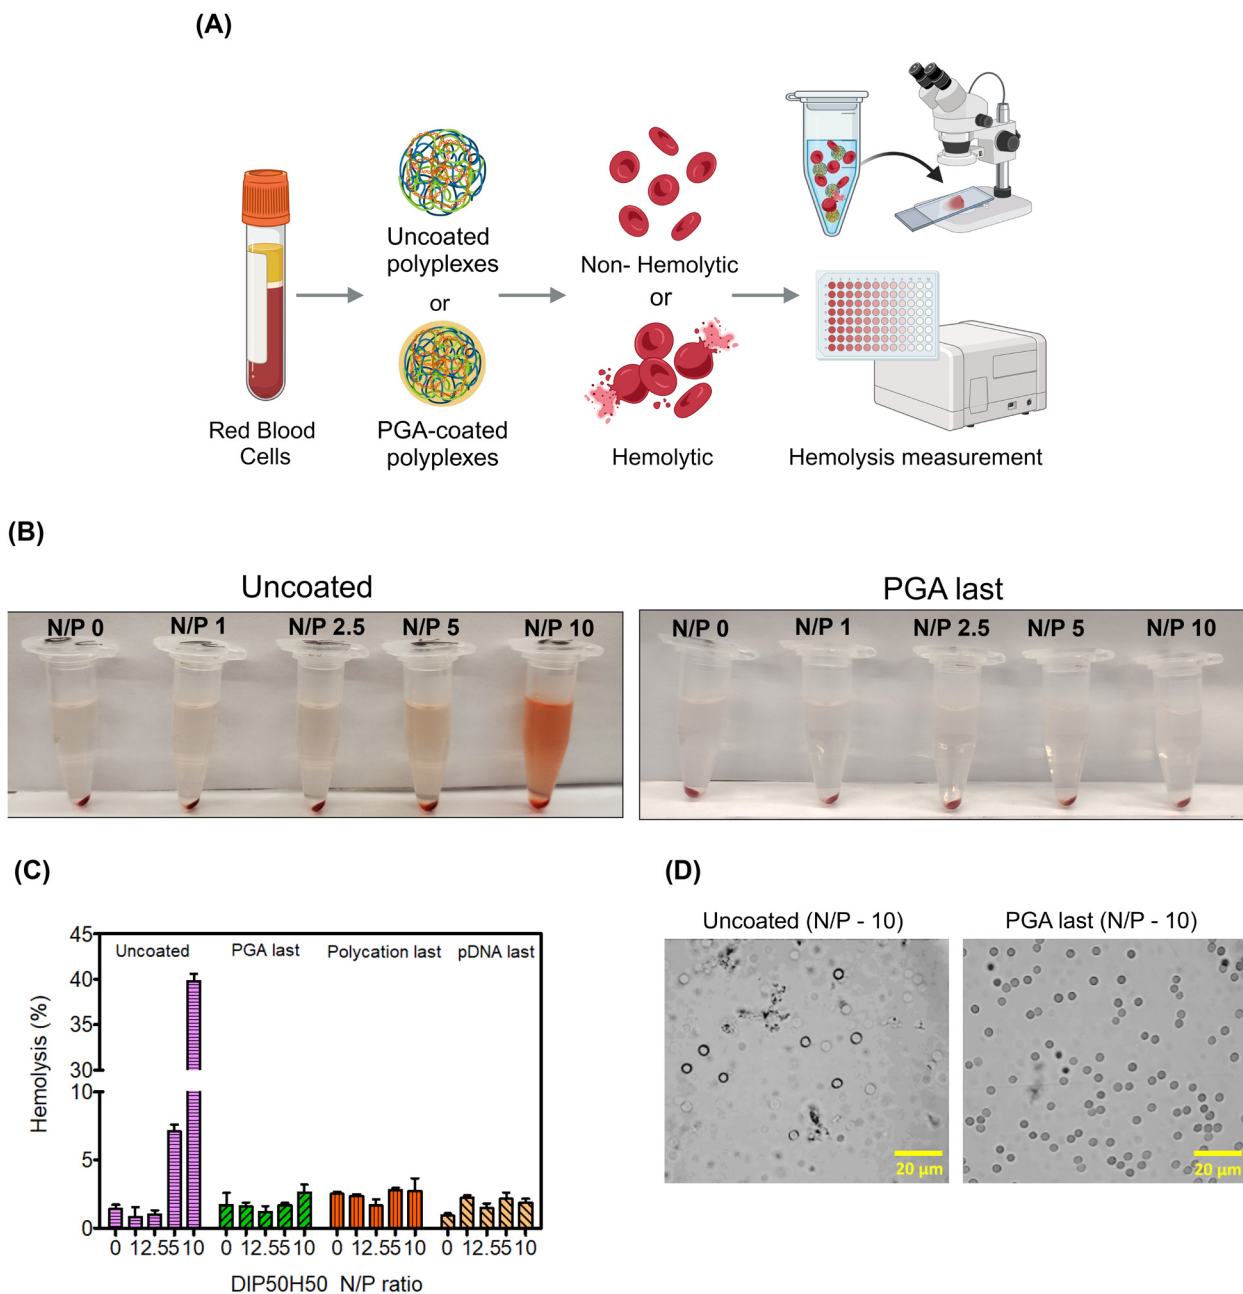 (A)
Uncoated
polyplexes
or
PGA-coated
polyplexes
Red Blood
Cells
Non- Hemolytic
or
Hemolytic
Hemolysis measurement
(B)
Uncoated
N/P 0 N/P 1 N/P 2.5 N/P 5 N/P 10
PGA last
N/P 0 N/P 1 N/P 2.5 N/P 5 N/P 10
(C)
Hemolysis (%)
45
40
35
30
10
5
0
Uncoated PGA last Polycation last pDNA last
0 12.55 10 0 12.55 10 0 12.55 10 0 12.55 10
DIP50H50 N/P ratio
(D)
Uncoated (N/P - 10)
20 µm
PGA last (N/P - 10)
20 µm